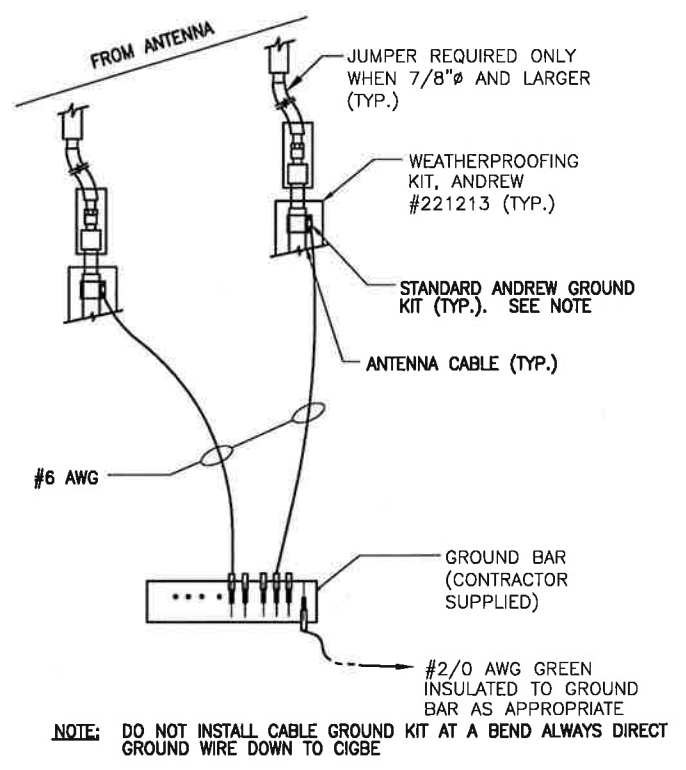 FROM ANTENNA
JUMPER REQUIRED ONLY
WHEN 7/8"ø AND LARGER
(TYP.)
WEATHERPROOFING
KIT, ANDREW
#221213 (TYP.)
STANDARD ANDREW GROUND
KIT (TYP.). SEE NOTE
ANTENNA CABLE (TYP.)
#6 AWG
GROUND BAR
(CONTRACTOR
SUPPLIED)
#2/0 AWG GREEN
INSULATED TO GROUND
BAR AS APPROPRIATE
NOTE: DO NOT INSTALL CABLE GROUND KIT AT A BEND ALWAYS DIRECT
GROUND WIRE DOWN TO CIGBE